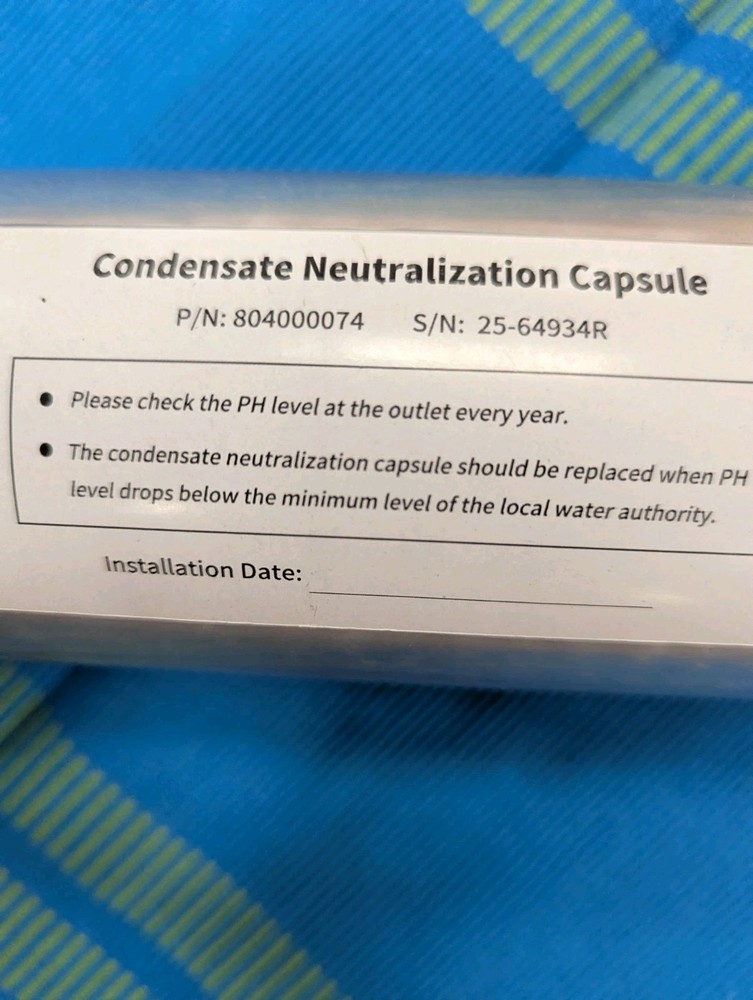 Condensate Neutralization Capsule
P/N: 804000074 S/N: 25-64934R
• Please check the PH level at the outlet every year.
• The condensate neutralization capsule should be replaced when PH
level drops below the minimum level of the local water authority.
Installation Date: